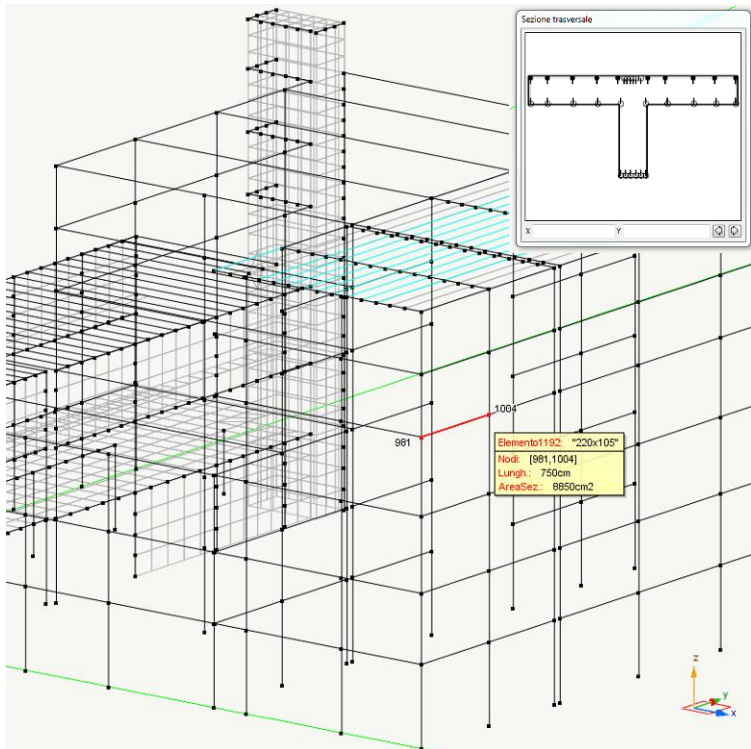 Sezione trasversale
X
Y
1004
981
Elemento1192: "220x105"
Nodi: [981,1004]
Lungh.: 750cm
AreaSez.: 8850cm2
z
y
x